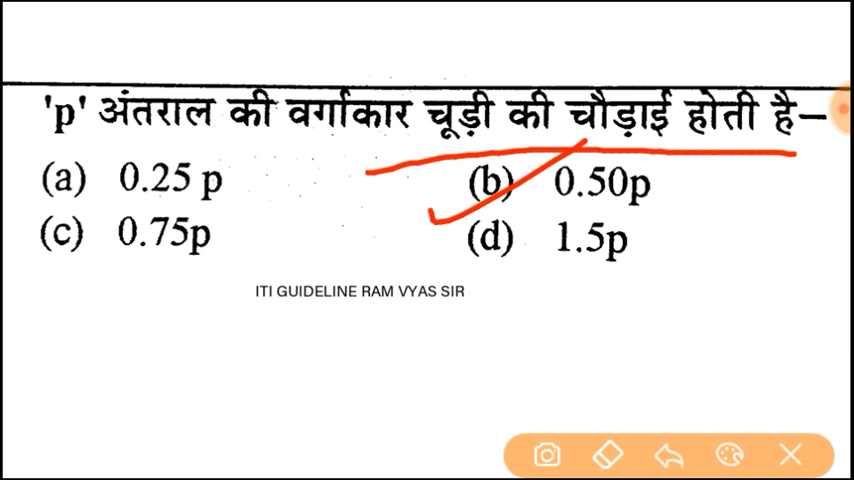 'p' अंतराल की वर्गाकार चूड़ी की चौड़ाई होती है–
(a) 0.25 p (b) 0.50p
(c) 0.75p (d) 1.5p
ITI GUIDELINE RAM VYAS SIR